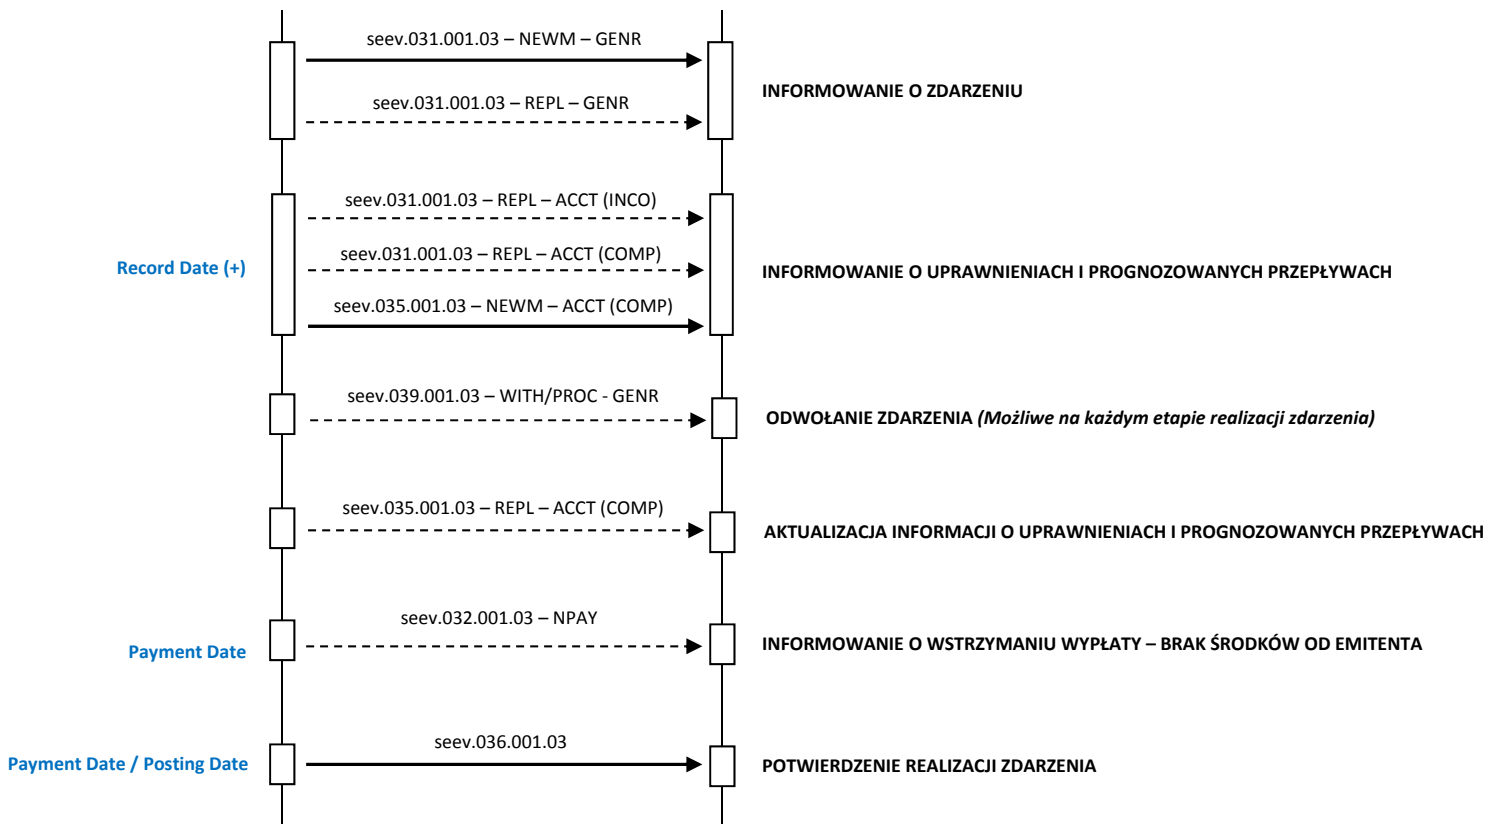 seev.031.001.03 – NEWM – GENR
INFORMOWANIE O ZDARZENIU
seev.031.001.03 – REPL – GENR
seev.031.001.03 – REPL – ACCT (INCO)
seev.031.001.03 – REPL – ACCT (COMP)
Record Date (+)
INFORMOWANIE O UPRAWNIENIACH I PROGNOZOWANYCH PRZEPŁYWACH
seev.035.001.03 – NEWM – ACCT (COMP)
seev.039.001.03 – WITH/PROC - GENR
ODWOŁANIE ZDARZENIA (Możliwe na każdym etapie realizacji zdarzenia)
seev.035.001.03 – REPL – ACCT (COMP)
AKTUALIZACJA INFORMACJI O UPRAWNIENIACH I PROGNOZOWANYCH PRZEPŁYWACH
seev.032.001.03 – NPAY
Payment Date
INFORMOWANIE O WSTRZYMANIU WYPŁATY – BRAK ŚRODKÓW OD EMITENTA
seev.036.001.03
Payment Date / Posting Date
POTWIERDZENIE REALIZACJI ZDARZENIA